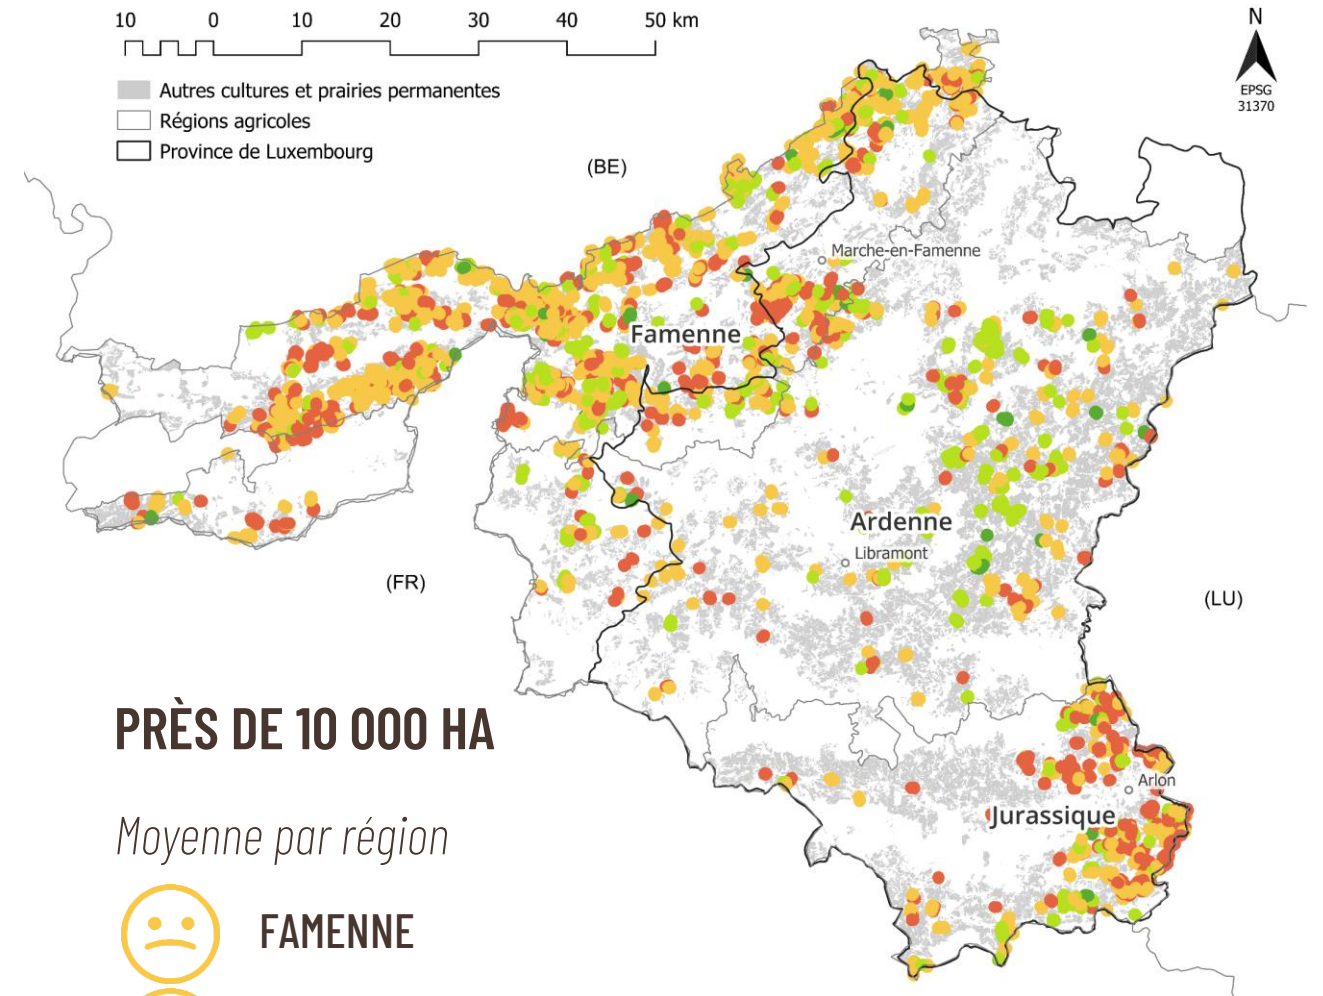 10 0 10 20 30 40 50 km
N
EPSG
31370
Autres cultures et prairies permanentes
Régions agricoles
Province de Luxembourg
(BE)
Marche-en-Famenne
Famenne
Ardenne
Libramont
(FR)
(LU)
PRÈS DE 10 000 HA
Arlon
Jurassique
Moyenne par région
FAMENNE